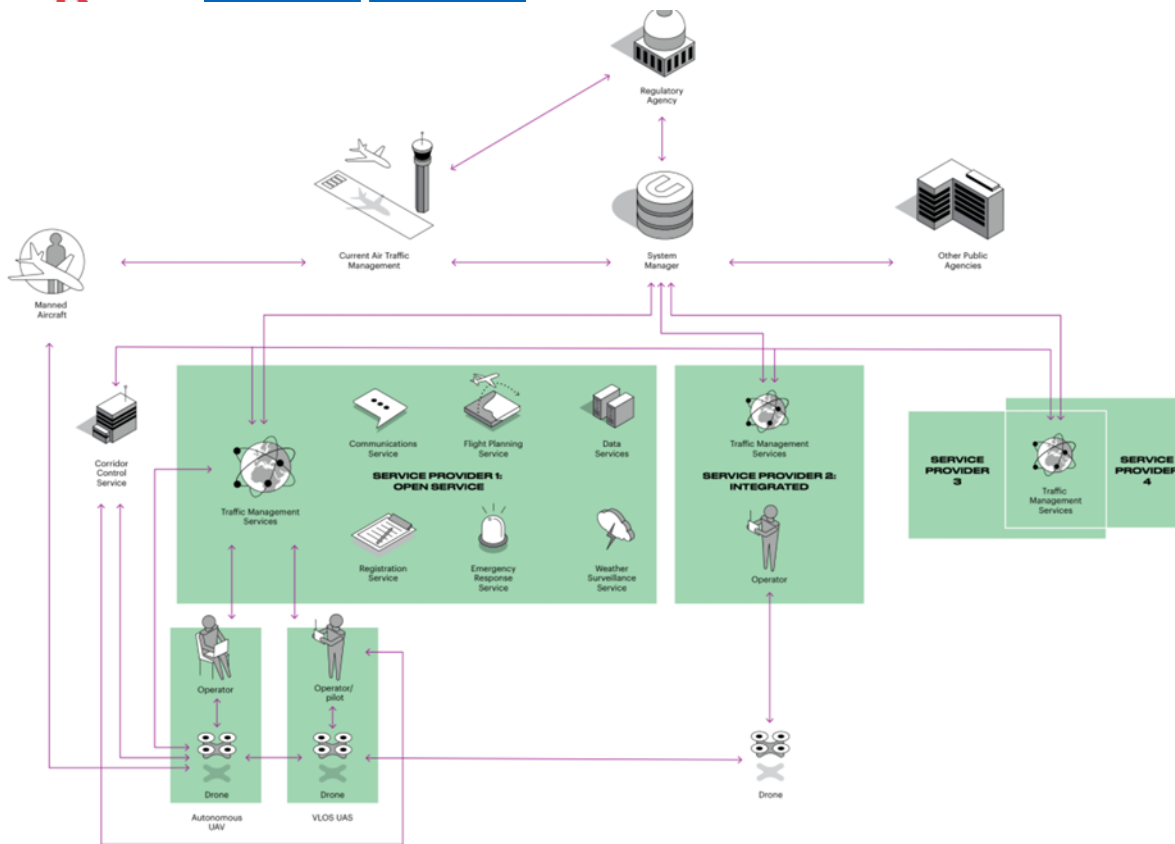 Regulatory
Agency
Current Air Traffic
Management
System
Manager
Other Public
Agencies
Manned
Aircraft
Corridor
Control
Service
Communications
Service
Flight Planning
Service
Data
Services
Traffic Management
Services
SERVICE PROVIDER 1:
OPEN SERVICE
Registration
Service
Emergency
Response
Service
Weather
Surveillance
Service
Traffic Management
Services
SERVICE PROVIDER 2:
INTEGRATED
Operator
SERVICE
PROVIDER
3
Traffic
Management
Services
SERVICE
PROVIDER
4
Operator
Operator/
pilot
Drone
Drone
Drone
Autonomous
UAV
VLOS UAS